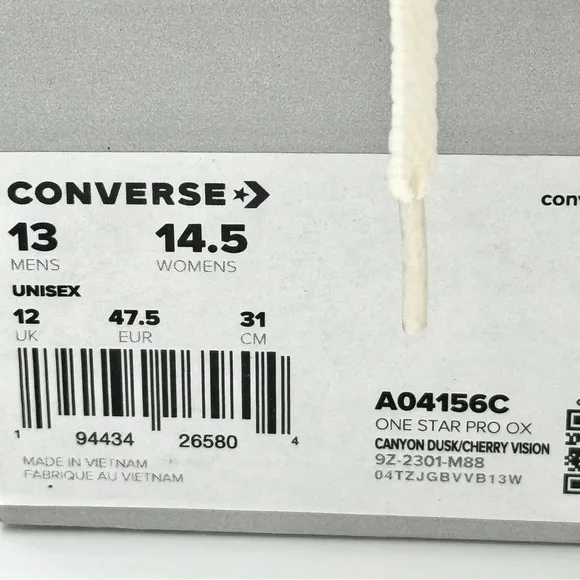 CONVERSE
conv
13 14.5
MENS WOMENS
UNISEX
12 47.5 31
UK EUR CM
1 94434 26580 4
A04156C
ONE STAR PRO OX
CANYON DUSK/CHERRY VISION
9Z-2301-M88
04TZJGBVVB13W
MADE IN VIETNAM
FABRIQUE AU VIETNAM